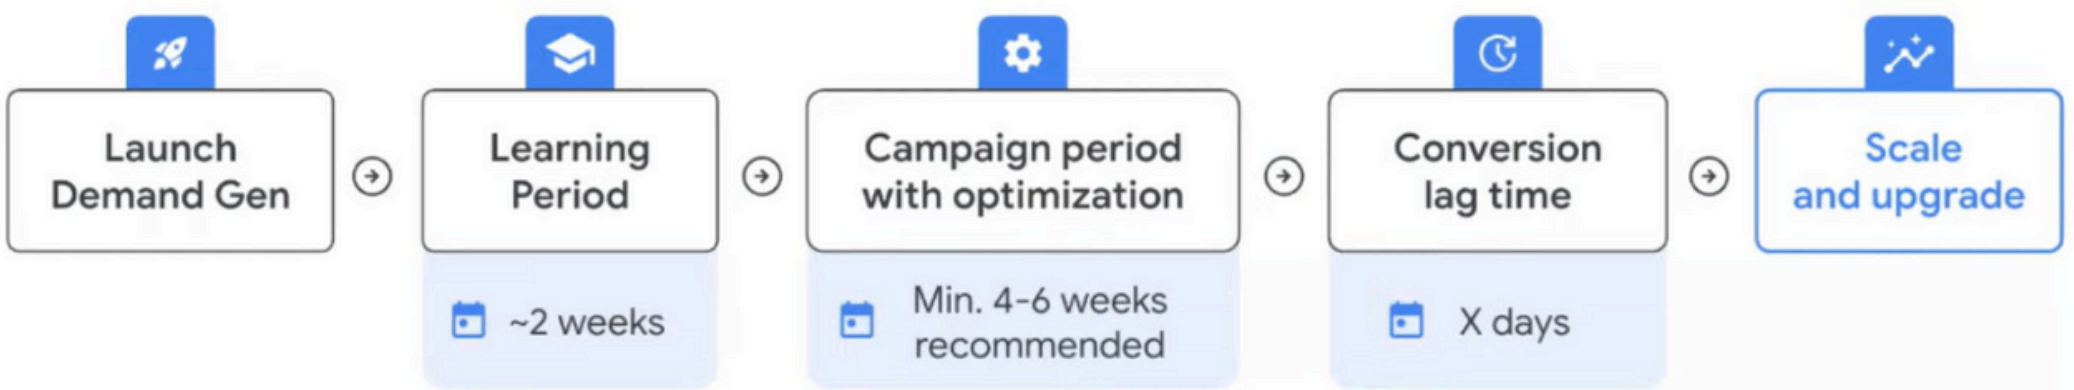 Launch
Demand Gen
Learning
Period
~2 weeks
Campaign period
with optimization
Min. 4-6 weeks
recommended
Conversion
lag time
X days
Scale
and upgrade